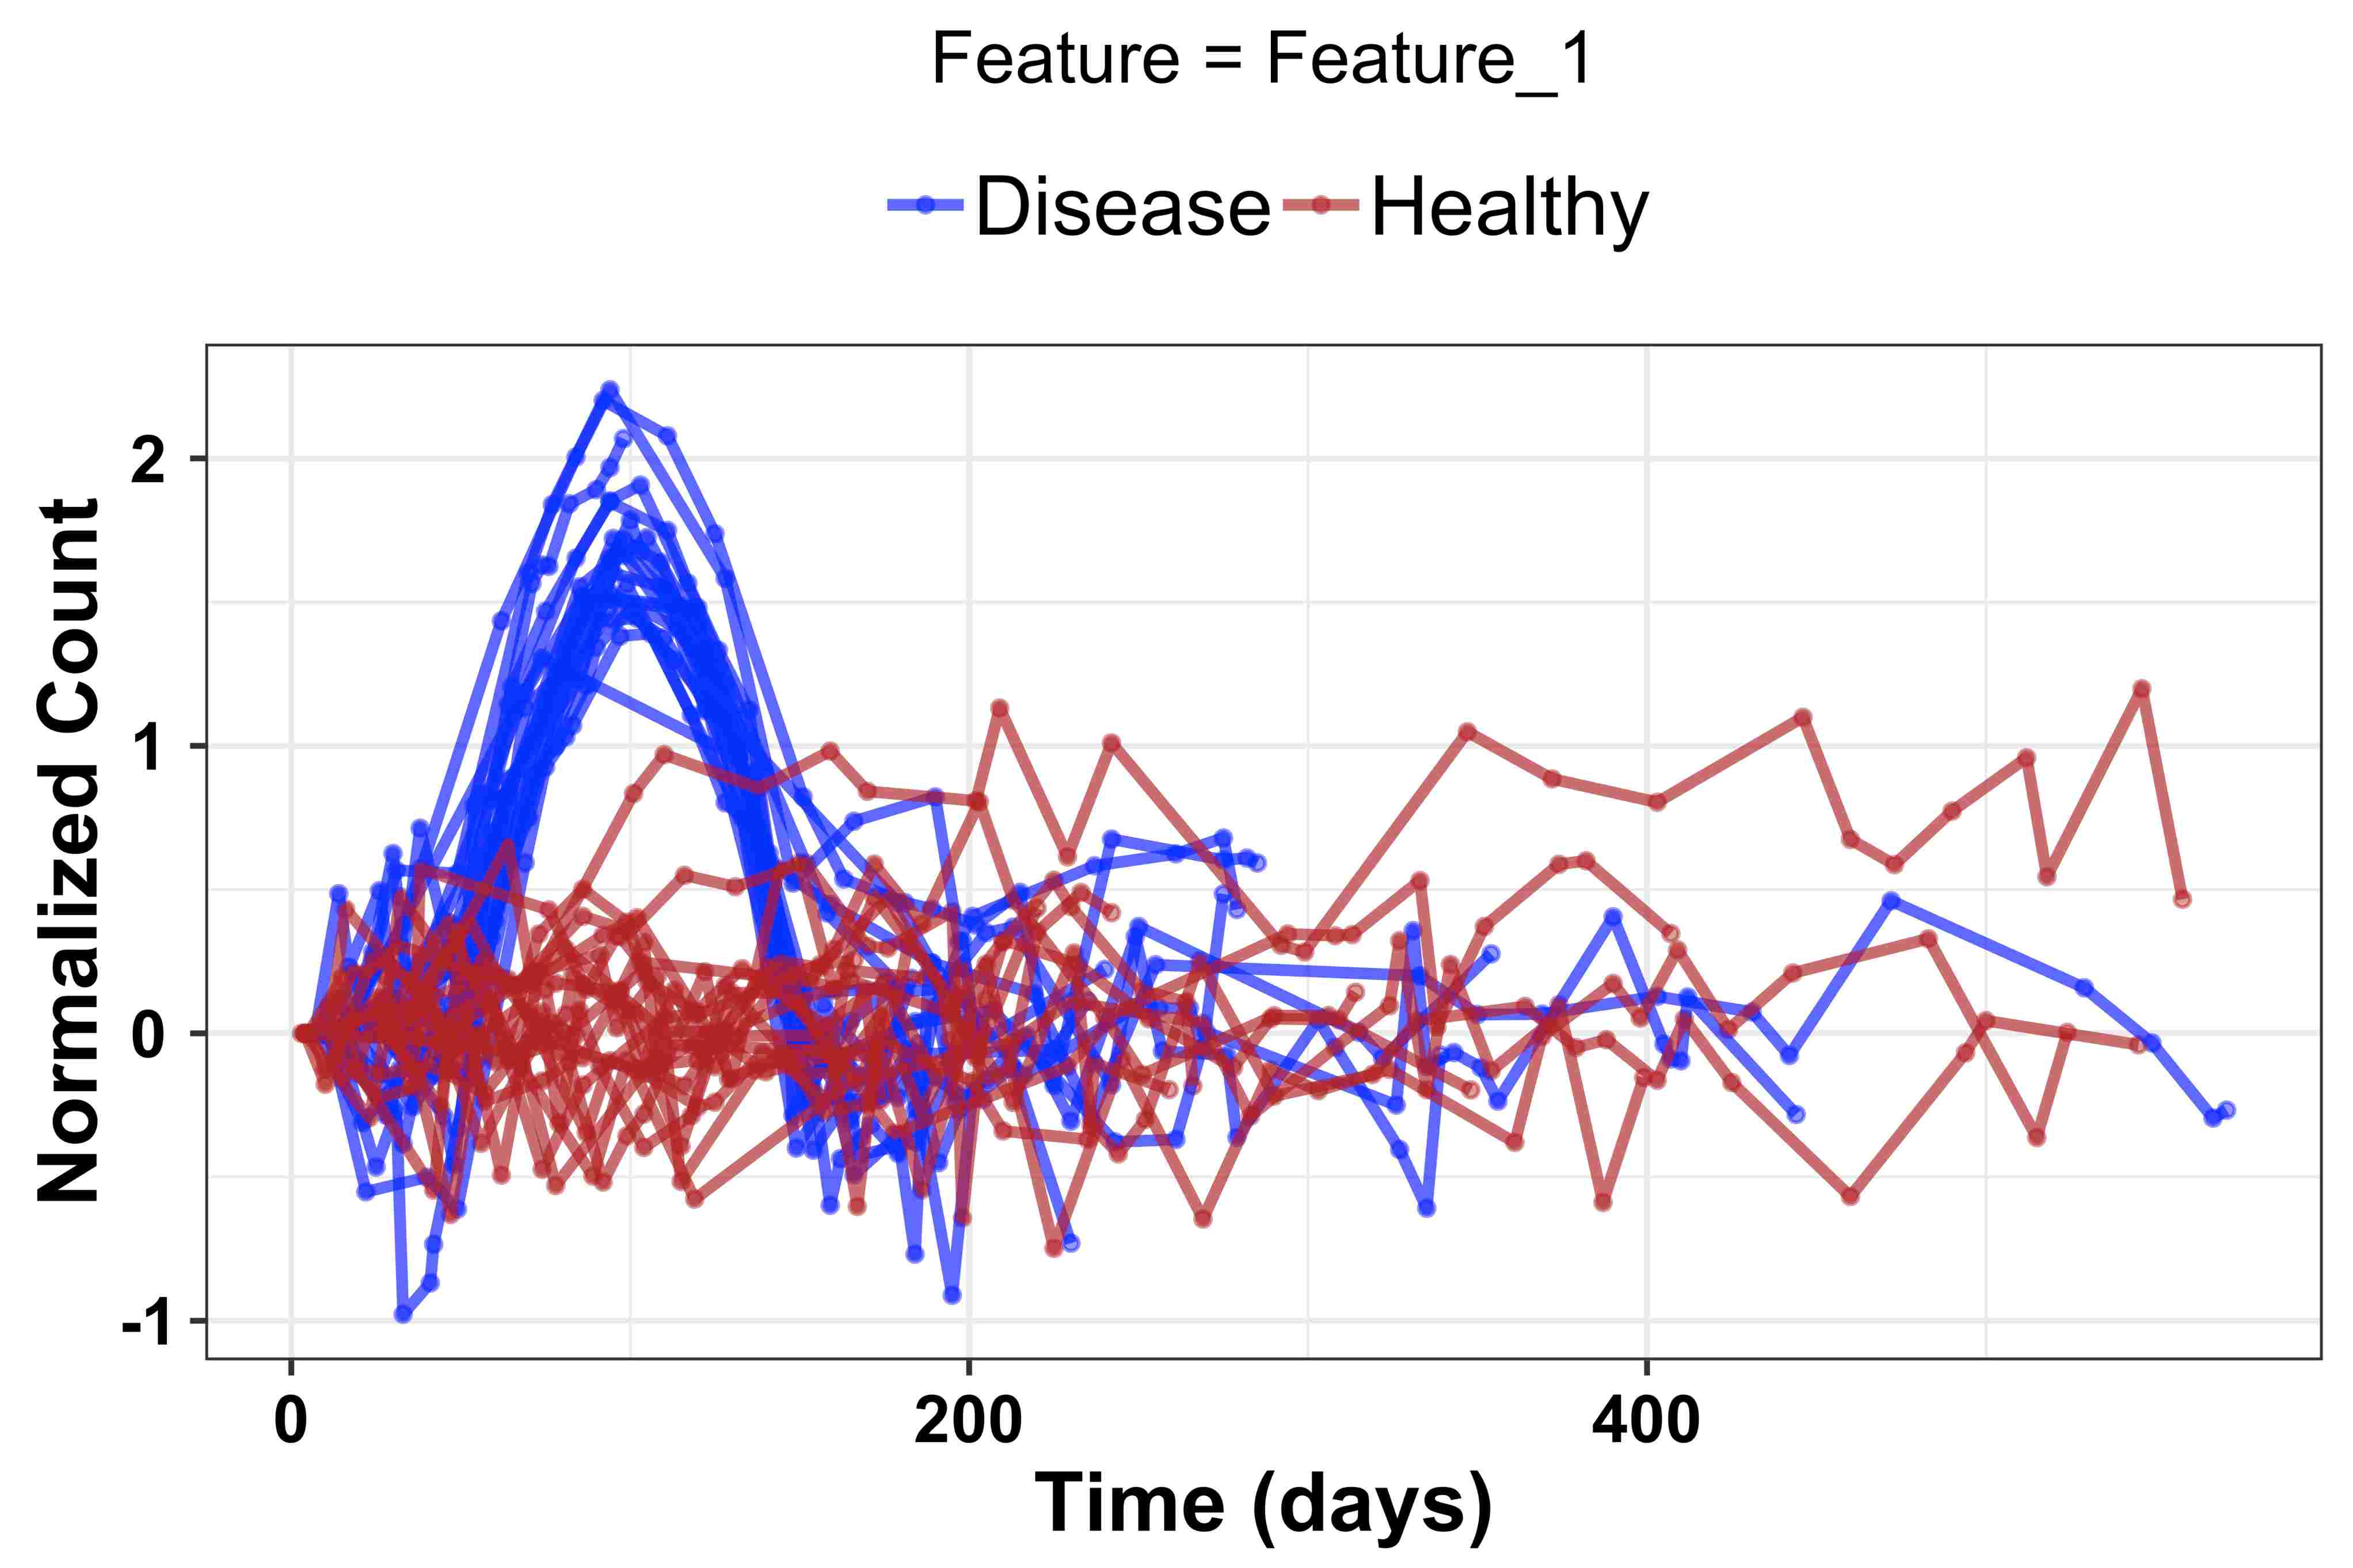 Feature = Feature_1
Disease Healthy
Normalized Count
2
1
0
-1
0 200 400
Time (days)